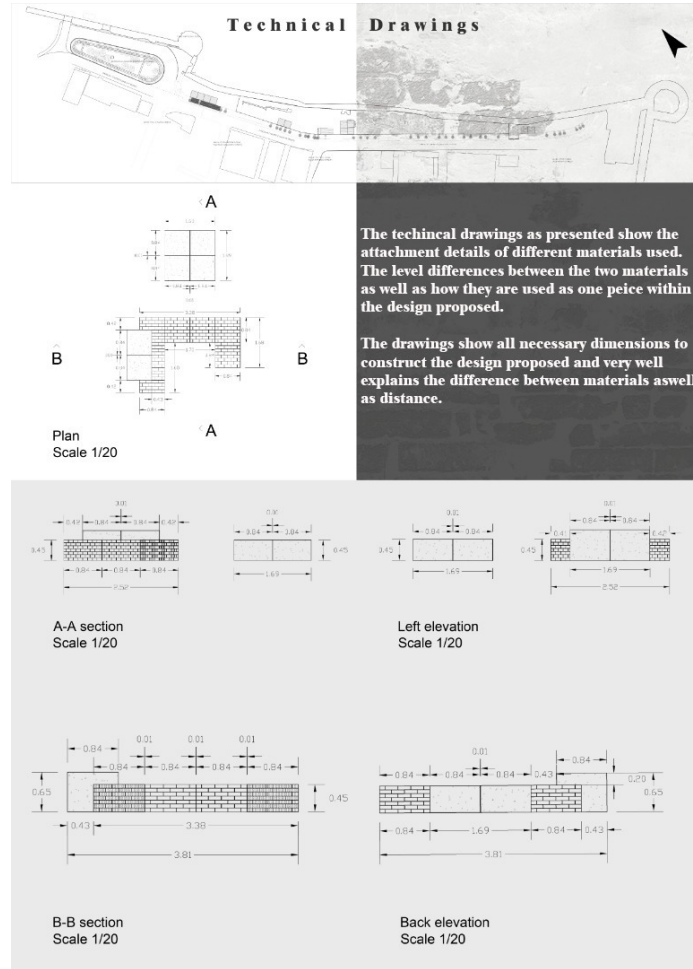 Technical Drawings
A
The techincal drawings as presented show the
attachment details of different materials used.
The level differences between the two materials
as well as how they are used as one peice within
the design proposed.
The drawings show all necessary dimensions to
construct the design proposed and very well
explains the difference between materials aswell
as distance.
B
B
A
Plan
Scale 1/20
0.01
0.42 0.84 0.84 0.42
0.45
0.84 0.84 0.84
2.52
0.01
0.84 0.84
0.45
1.69
A-A section
Scale 1/20
0.01
0.84 0.84
0.45
1.69
0.01
0.84 0.84
0.41 0.42
0.45
1.69
2.52
Left elevation
Scale 1/20
0.84
0.01 0.01 0.01
0.84 0.84 0.84 0.84
0.65
0.45
0.43 3.38
3.81
B-B section
Scale 1/20
0.01
0.84
0.84 0.84 0.84 0.43
0.20
0.65
0.84 1.69 0.84 0.43
3.81
Back elevation
Scale 1/20